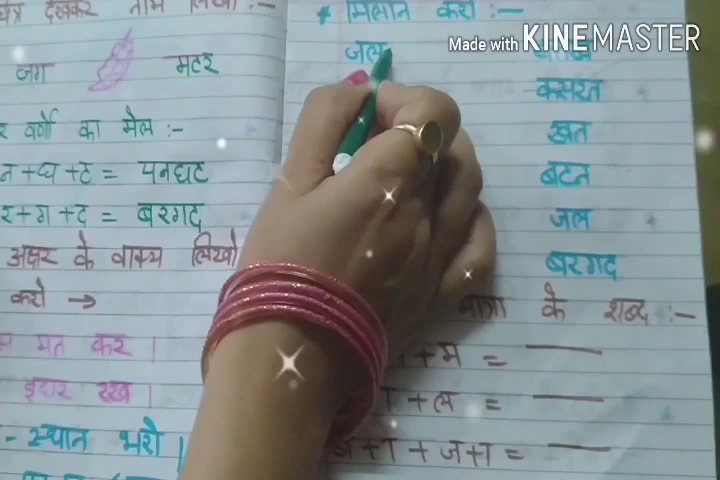 देखकर नाम लिखो :-
जग मटर
वर्गों का मेल :-
न + घ + ट = पनघट
र + ग + द = बरगद
अक्षर के वाक्य लिखो
करो →
मत कर ।
इधर रख ।
- स्थान भरो ।
* मिलान करो :-
जल
Made with KINEMASTER
कसरत
खत
बटन
जल
बरगद
मात्रा के शब्द :-
+ म =
+ ल =
ब + ा + ज + ा =